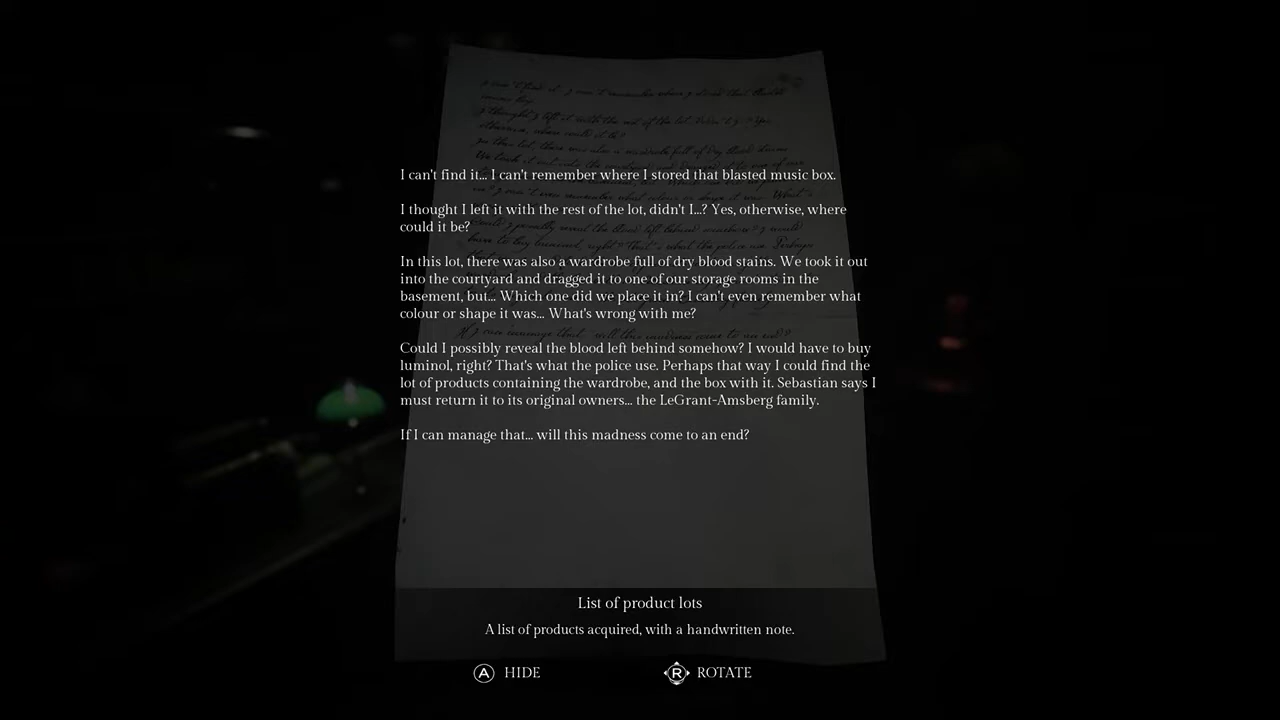 I can't find it... I can't remember where I stored that blasted music box.
I thought I left it with the rest of the lot, didn't I...? Yes, otherwise, where
could it be?
In this lot, there was also a wardrobe full of dry blood stains. We took it out
into the courtyard and dragged it to one of our storage rooms in the
basement, but... Which one did we place it in? I can't even remember what
colour or shape it was... What's wrong with me?
Could I possibly reveal the blood left behind somehow? I would have to buy
luminol, right? That's what the police use. Perhaps that way I could find the
lot of products containing the wardrobe, and the box with it. Sebastian says I
must return it to its original owners... the LeGrant-Amsberg family.
If I can manage that... will this madness come to an end?
List of product lots
A list of products acquired, with a handwritten note.
A HIDE
R ROTATE